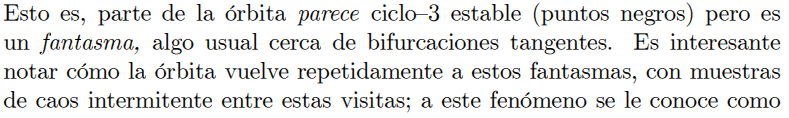 Esto es, parte de la órbita parece ciclo–3 estable (puntos negros) pero es
un fantasma, algo usual cerca de bifurcaciones tangentes. Es interesante
notar cómo la órbita vuelve repetidamente a estos fantasmas, con muestras
de caos intermitente entre estas visitas; a este fenómeno se le conoce como